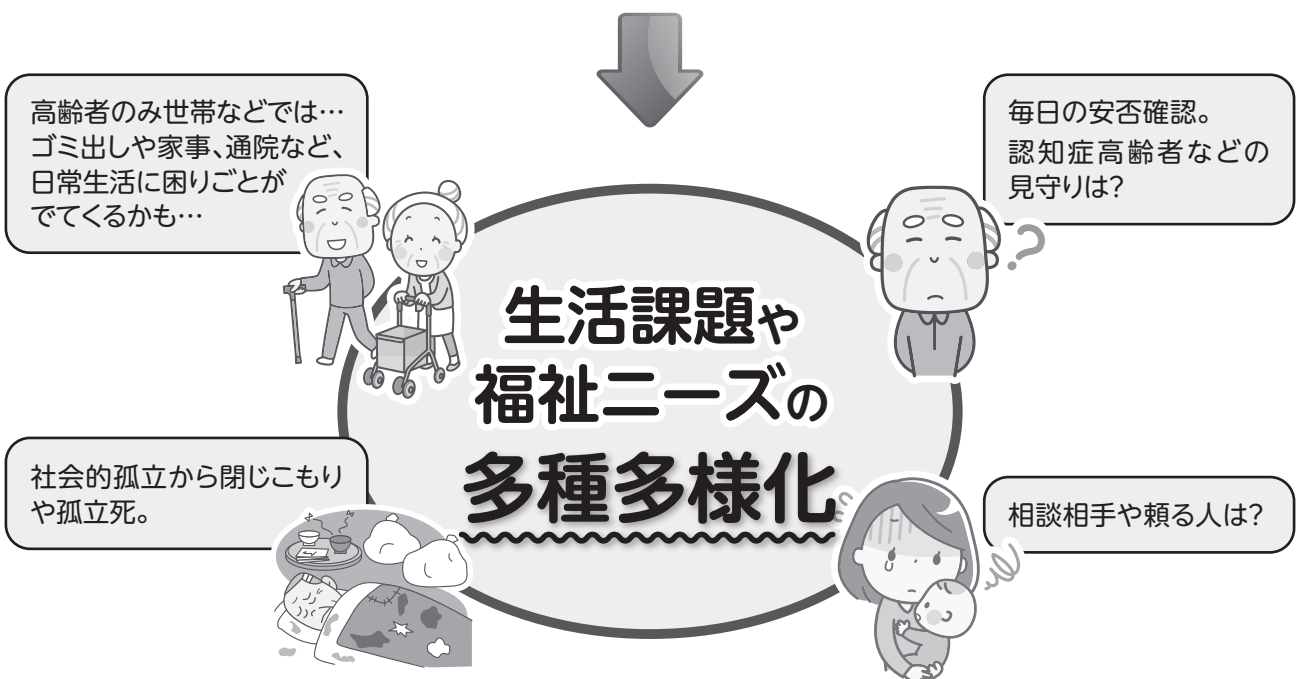 高齢者のみ世帯などでは…
ゴミ出しや家事、通院など、
日常生活に困りごとが
でてくるかも…
毎日の安否確認。
認知症高齢者などの
見守りは?
生活課題や
福祉ニーズの
多種多様化
社会的孤立から閉じこもり
や孤立死。
相談相手や頼る人は?